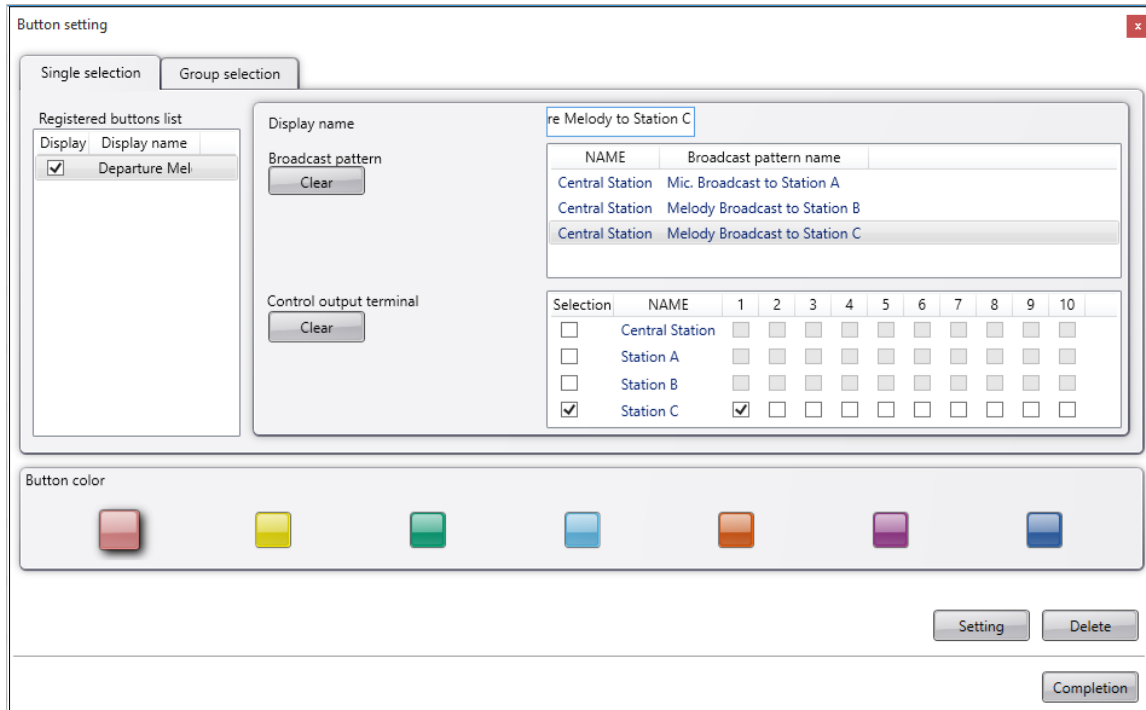 Button setting
x
Single selection
Group selection
Registered buttons list
Display Display name
Departure Mel
Display name
re Melody to Station C
Broadcast pattern
Clear
NAME Broadcast pattern name
Central Station Mic. Broadcast to Station A
Central Station Melody Broadcast to Station B
Central Station Melody Broadcast to Station C
Control output terminal
Clear
Selection NAME 1 2 3 4 5 6 7 8 9 10
Central Station
Station A
Station B
Station C
Button color
Setting
Delete
Completion